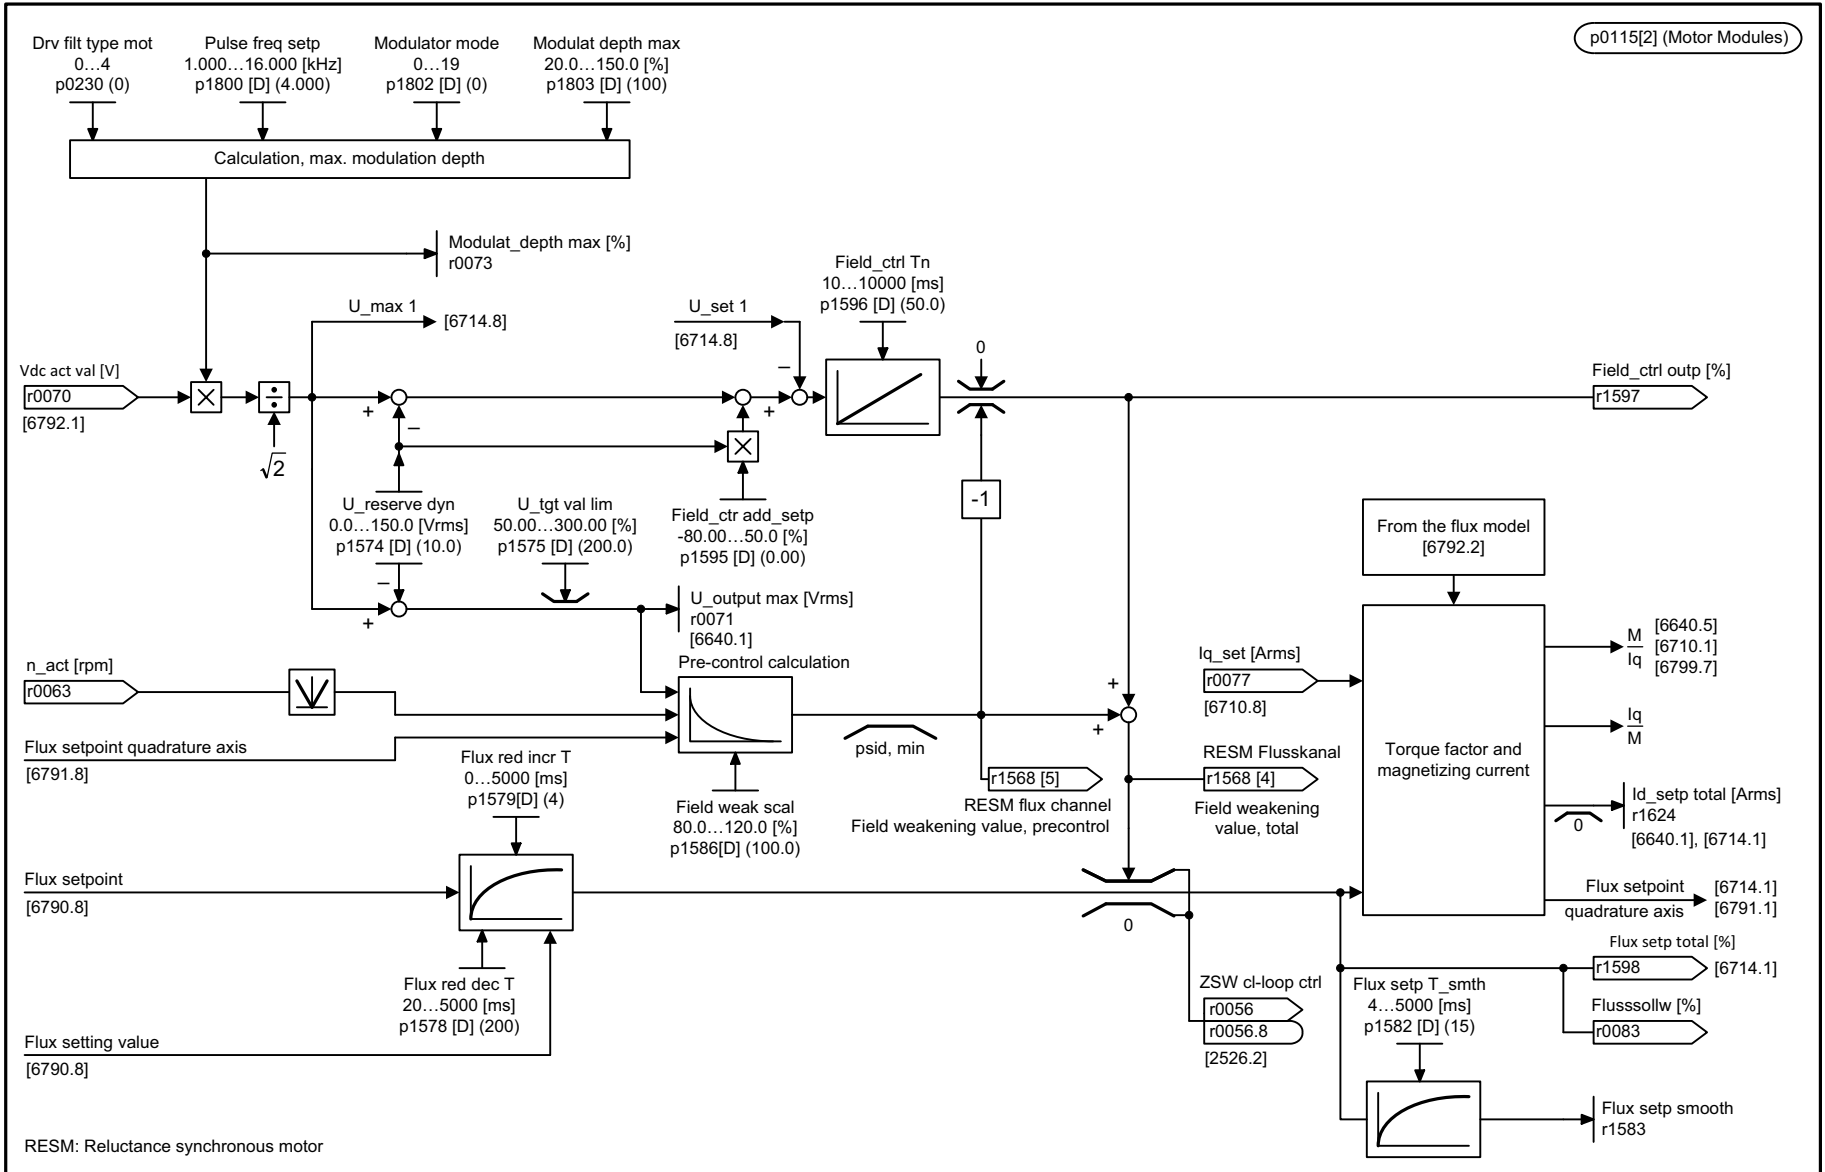 p0115[2] (Motor Modules)
Drv filt type mot
0…4
p0230 (0)
Pulse freq setp
1.000…16.000 [kHz]
p1800 [D] (4.000)
Modulator mode
0…19
p1802 [D] (0)
Modulat depth max
20.0…150.0 [%]
p1803 [D] (100)
Calculation, max. modulation depth
Modulat_depth max [%]
r0073
U_max 1
[6714.8]
U_set 1
[6714.8]
Field_ctrl Tn
10…10000 [ms]
p1596 [D] (50.0)
0
Vdc act val [V]
r0070
[6792.1]
×
÷
√2
+
–
+
–
×
-1
Field_ctrl outp [%]
r1597
U_reserve dyn
0.0…150.0 [Vrms]
p1574 [D] (10.0)
U_tgt val lim
50.00…300.00 [%]
p1575 [D] (200.0)
Field_ctr add_setp
-80.00…50.0 [%]
p1595 [D] (0.00)
–
+
U_output max [Vrms]
r0071
[6640.1]
From the flux model
[6792.2]
n_act [rpm]
r0063
Pre-control calculation
psid, min
+
+
Iq_set [Arms]
r0077
[6710.8]
Torque factor and
magnetizing current
M
Iq
[6640.5]
[6710.1]
[6799.7]
Iq
M
Flux setpoint quadrature axis
[6791.8]
Flux red incr T
0…5000 [ms]
p1579[D] (4)
Field weak scal
80.0…120.0 [%]
p1586[D] (100.0)
r1568 [5]
RESM flux channel
Field weakening value, precontrol
RESM Flusskanal
r1568 [4]
Field weakening
value, total
0
Id_setp total [Arms]
r1624
[6640.1], [6714.1]
Flux setpoint
[6790.8]
0
Flux setpoint
quadrature axis
[6714.1]
[6791.1]
Flux red dec T
20…5000 [ms]
p1578 [D] (200)
Flux setting value
[6790.8]
ZSW cl-loop ctrl
r0056
r0056.8
[2526.2]
Flux setp T_smth
4…5000 [ms]
p1582 [D] (15)
Flux setp total [%]
r1598
[6714.1]
Flusssollw [%]
r0083
Flux setp smooth
r1583
RESM: Reluctance synchronous motor